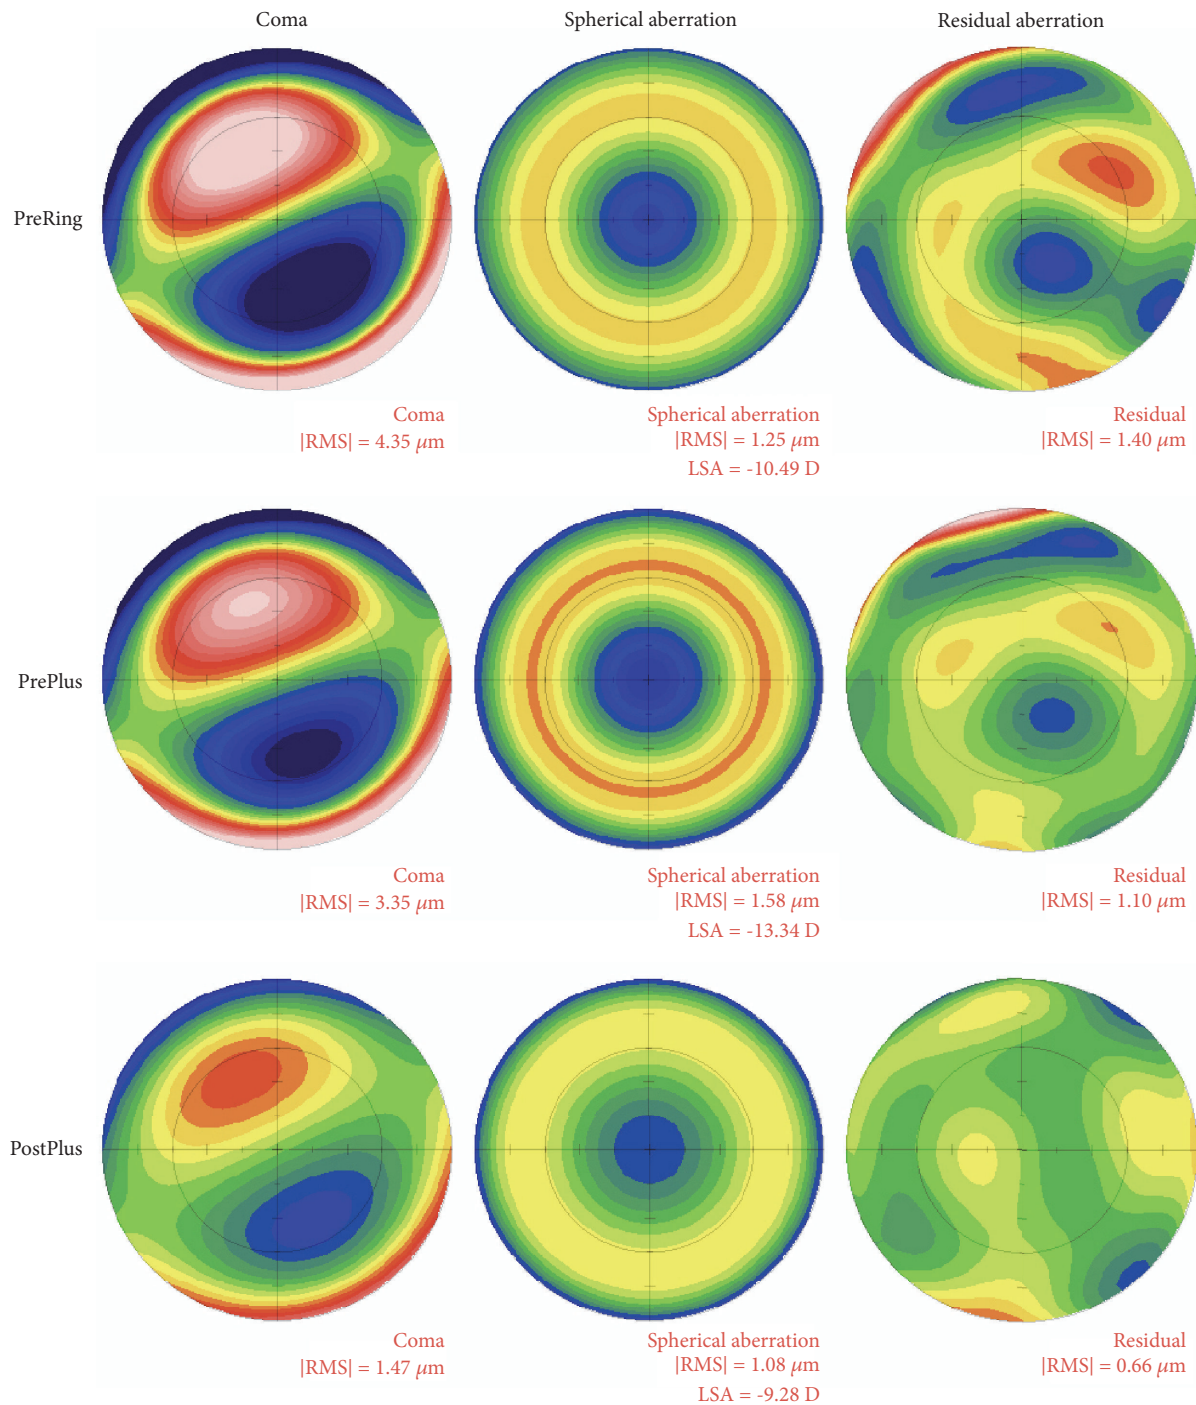 Coma
Spherical aberration
Residual aberration
PreRing
Coma
|RMS| = 4.35 μm
Spherical aberration
|RMS| = 1.25 μm
LSA = -10.49 D
Residual
|RMS| = 1.40 μm
PrePlus
Coma
|RMS| = 3.35 μm
Spherical aberration
|RMS| = 1.58 μm
LSA = -13.34 D
Residual
|RMS| = 1.10 μm
PostPlus
Coma
|RMS| = 1.47 μm
Spherical aberration
|RMS| = 1.08 μm
LSA = -9.28 D
Residual
|RMS| = 0.66 μm